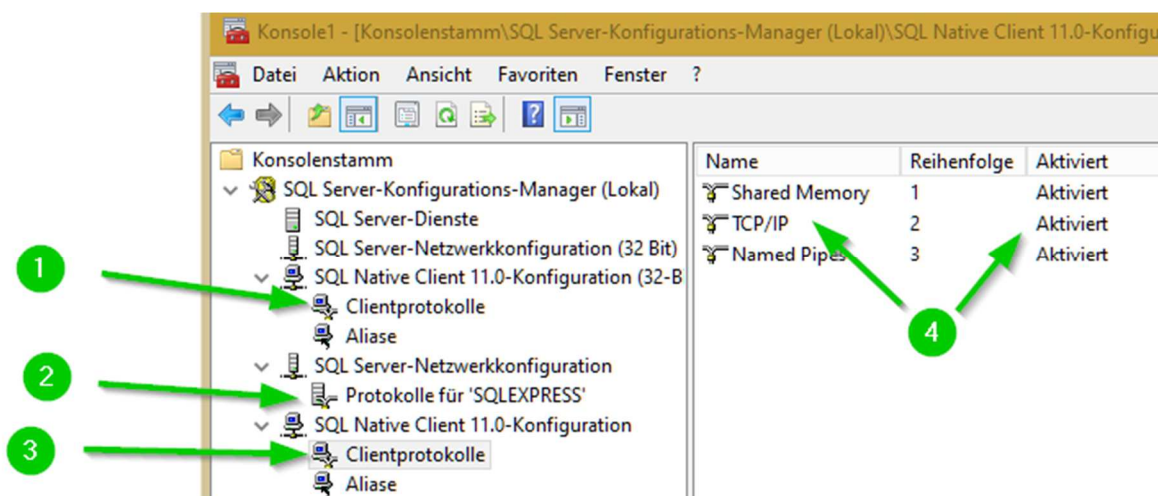 Konsole1 - [Konsolenstamm\SQL Server-Konfigurations-Manager (Lokal)\SQL Native Client 11.0-Konfigu
Datei Aktion Ansicht Favoriten Fenster ?
Konsolenstamm
SQL Server-Konfigurations-Manager (Lokal)
SQL Server-Dienste
SQL Server-Netzwerkkonfiguration (32 Bit)
1
SQL Native Client 11.0-Konfiguration (32-B
Clientprotokolle
Aliase
SQL Server-Netzwerkkonfiguration
2
Protokolle für 'SQLEXPRESS'
SQL Native Client 11.0-Konfiguration
3
Clientprotokolle
Aliase
Name Reihenfolge Aktiviert
Shared Memory 1 Aktiviert
TCP/IP 2 Aktiviert
Named Pipes 3 Aktiviert
4